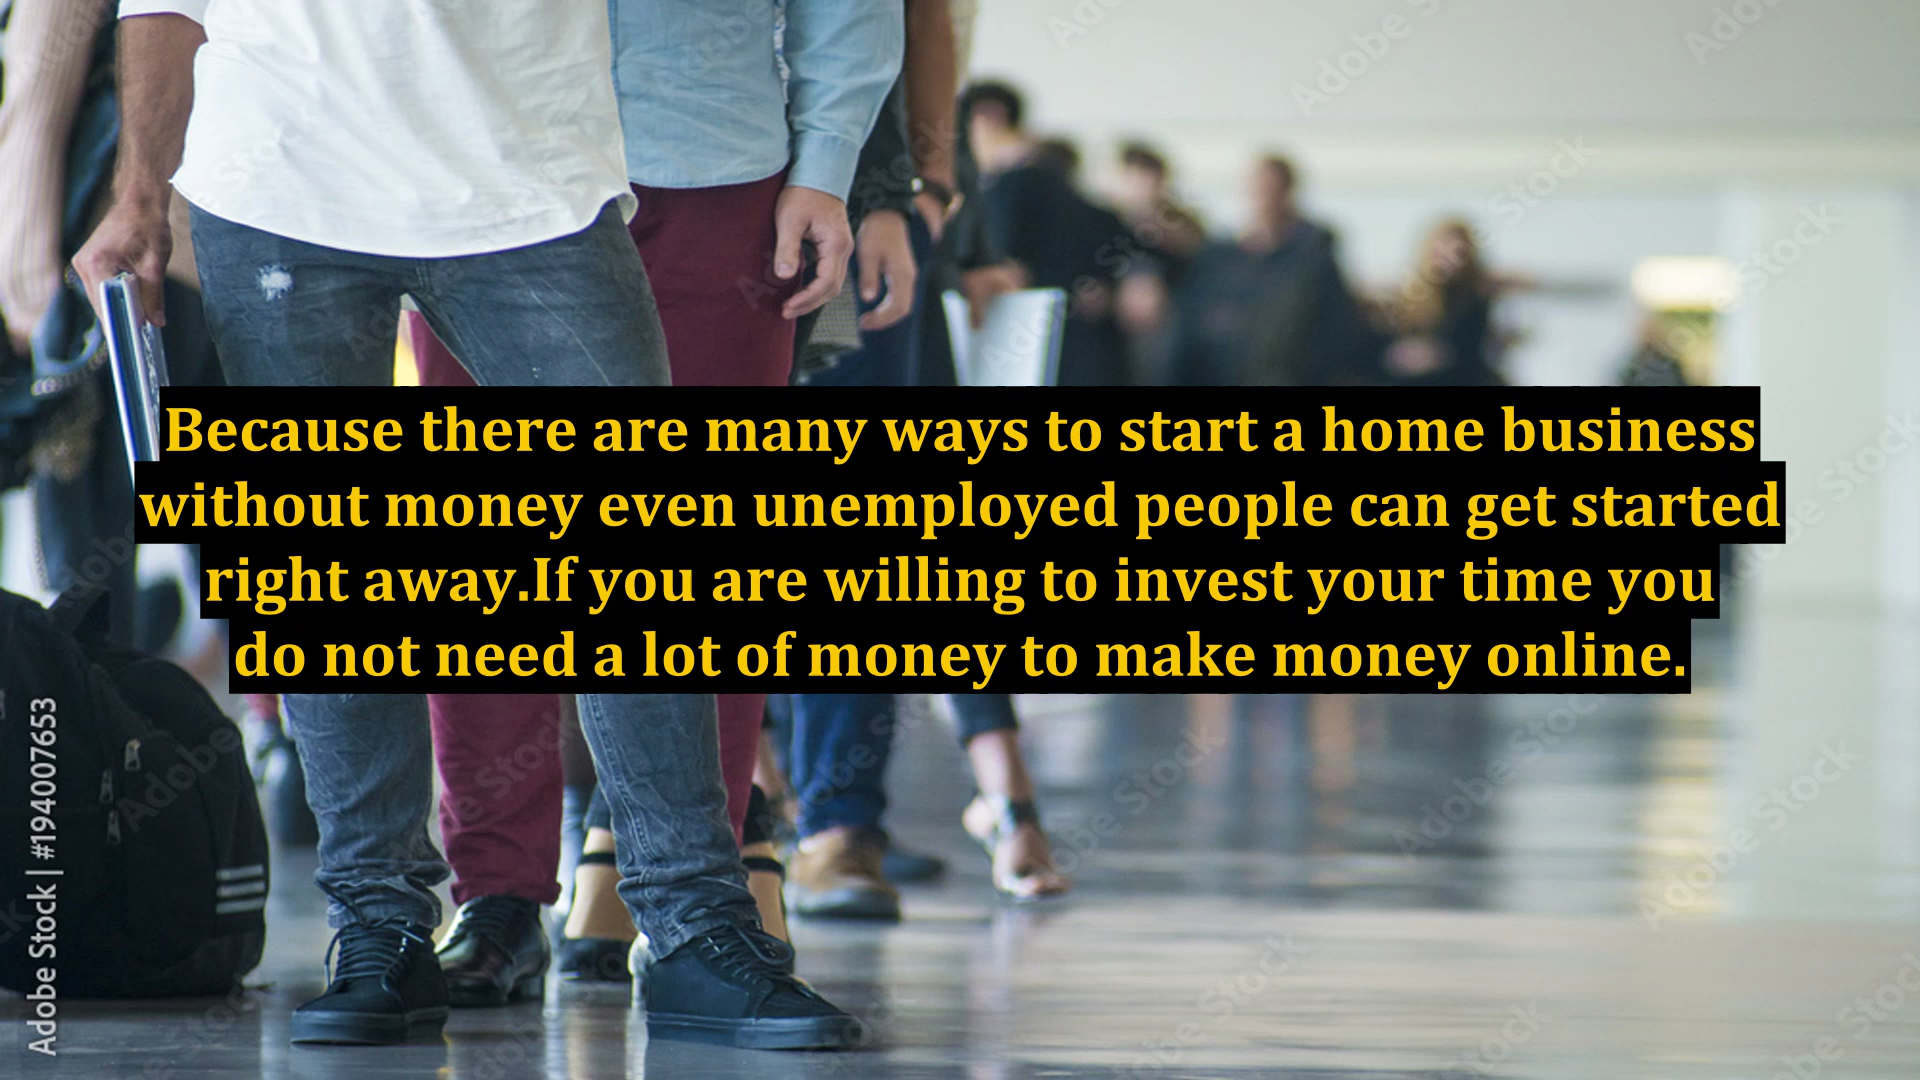 Because there are many ways to start a home business
without money even unemployed people can get started
right away.If you are willing to invest your time you
do not need a lot of money to make money online.
Adobe Stock | #194007653